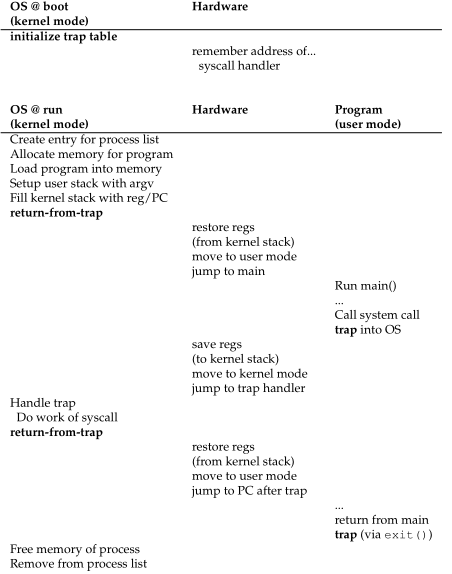 OS @ boot Hardware
(kernel mode)
initialize trap table
remember address of...
syscall handler
OS @ run Hardware Program
(kernel mode) (user mode)
Create entry for process list
Allocate memory for program
Load program into memory
Setup user stack with argv
Fill kernel stack with reg/PC
return-from-trap
restore regs
(from kernel stack)
move to user mode
jump to main
Run main()
...
Call system call
trap into OS
save regs
(to kernel stack)
move to kernel mode
jump to trap handler
Handle trap
Do work of syscall
return-from-trap
restore regs
(from kernel stack)
move to user mode
jump to PC after trap
...
return from main
trap (via exit())
Free memory of process
Remove from process list